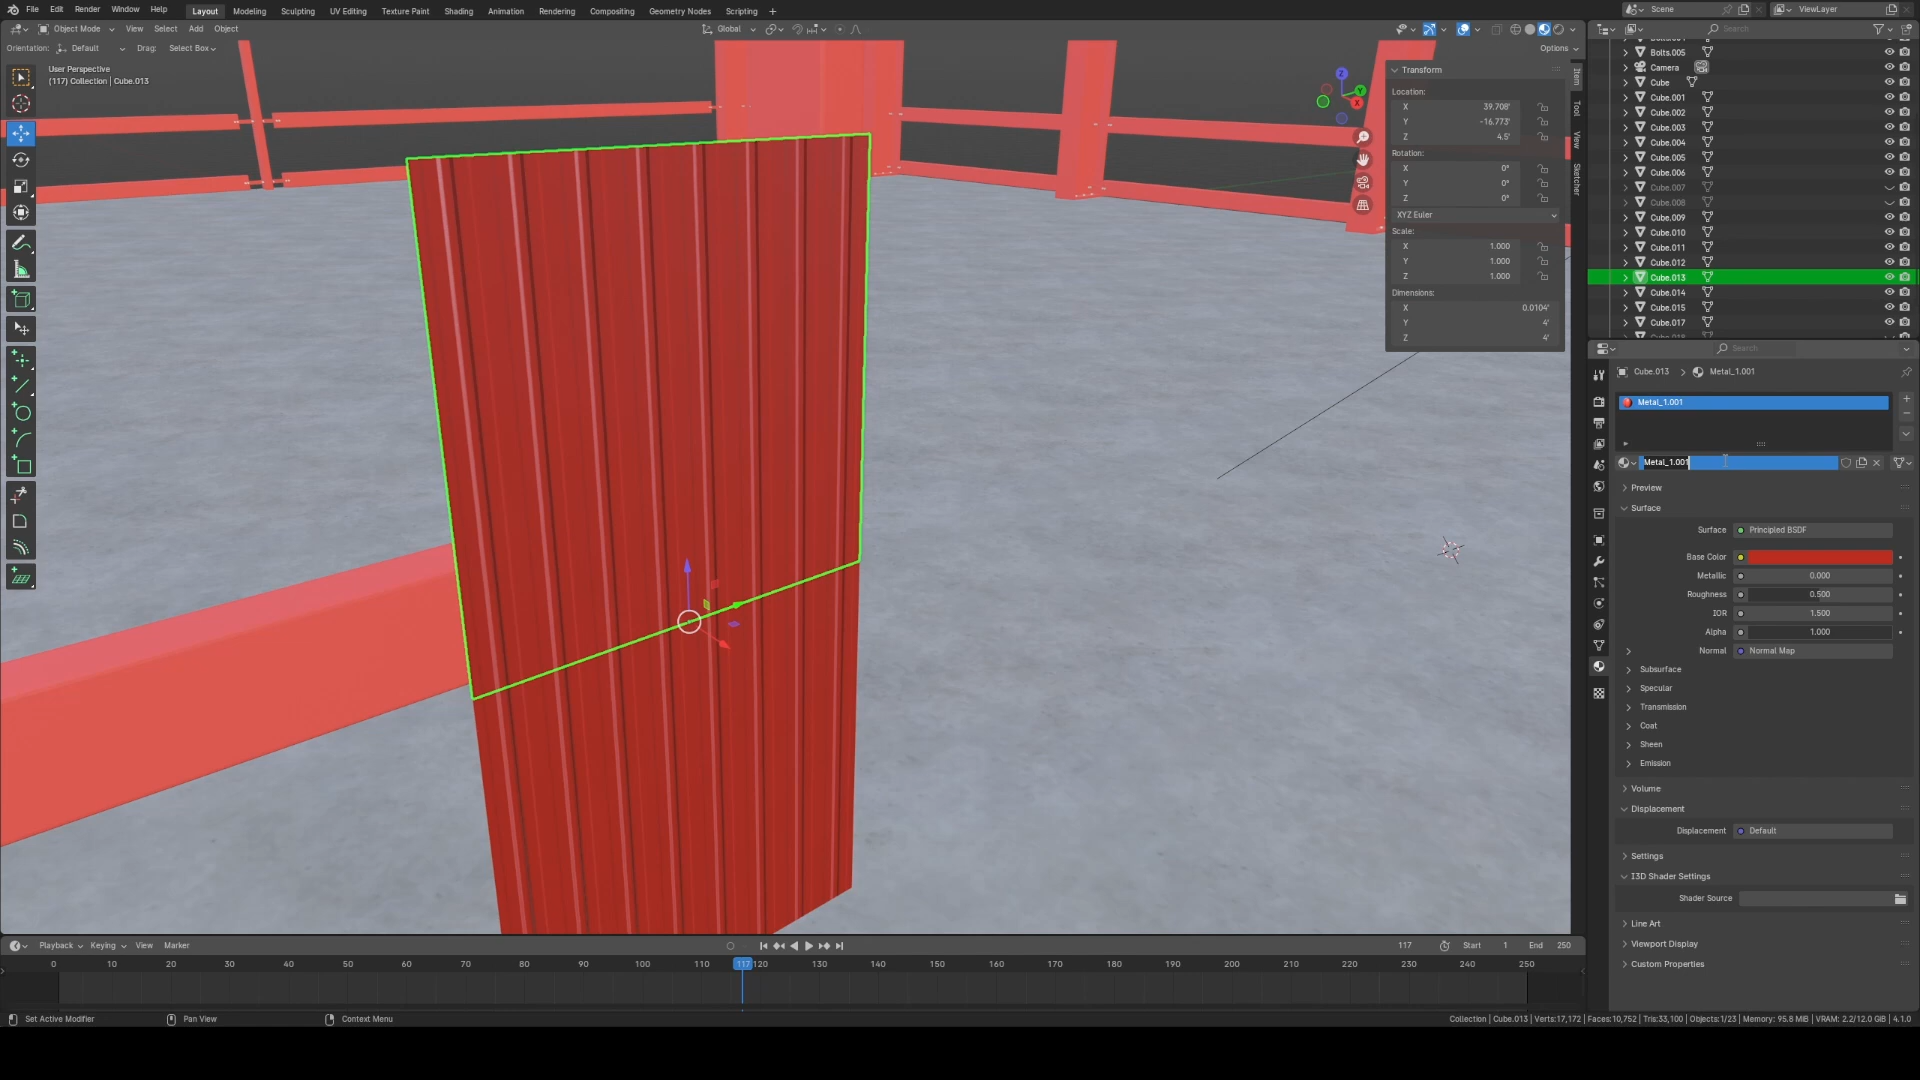 File Edit Render Window Help Layout Modeling Sculpting UV Editing Texture Paint Shading Animation Rendering Compositing Geometry Nodes Scripting + Scene ViewLayer
Object Mode View Select Add Object Global Search
Orientation: Default Drag: Select Box Options
User Perspective
(117) Collection | Cube.013
Transform
Location:
X 39.708'
Y -16.773'
Z 4.5'
Rotation:
X 0°
Y 0°
Z 0°
XYZ Euler
Scale:
X 1.000
Y 1.000
Z 1.000
Dimensions:
X 0.0104'
Y 4'
Z 4'
Item
Tool
View
Sketcher
Z
Y
X
Bolts.005
Camera
Cube
Cube.001
Cube.002
Cube.003
Cube.004
Cube.005
Cube.006
Cube.007
Cube.008
Cube.009
Cube.010
Cube.011
Cube.012
Cube.013
Cube.014
Cube.015
Cube.017
Search
Cube.013 > Metal_1.001
Metal_1.001
Metal_1.001
Preview
Surface
Surface Principled BSDF
Base Color
Metallic 0.000
Roughness 0.500
IOR 1.500
Alpha 1.000
Normal Normal Map
Subsurface
Specular
Transmission
Coat
Sheen
Emission
Volume
Displacement
Displacement Default
Settings
I3D Shader Settings
Shader Source
Line Art
Viewport Display
Custom Properties
Playback Keying View Marker 117 Start 1 End 250
0 10 20 30 40 50 60 70 80 90 100 110 117 120 130 140 150 160 170 180 190 200 210 220 230 240 250
Set Active Modifier Pan View Context Menu Collection | Cube.013 | Verts:17,172 | Faces:10,752 | Tris:33,100 | Objects:1/23 | Memory: 95.8 MiB | VRAM: 2.2/12.0 GiB | 4.1.0